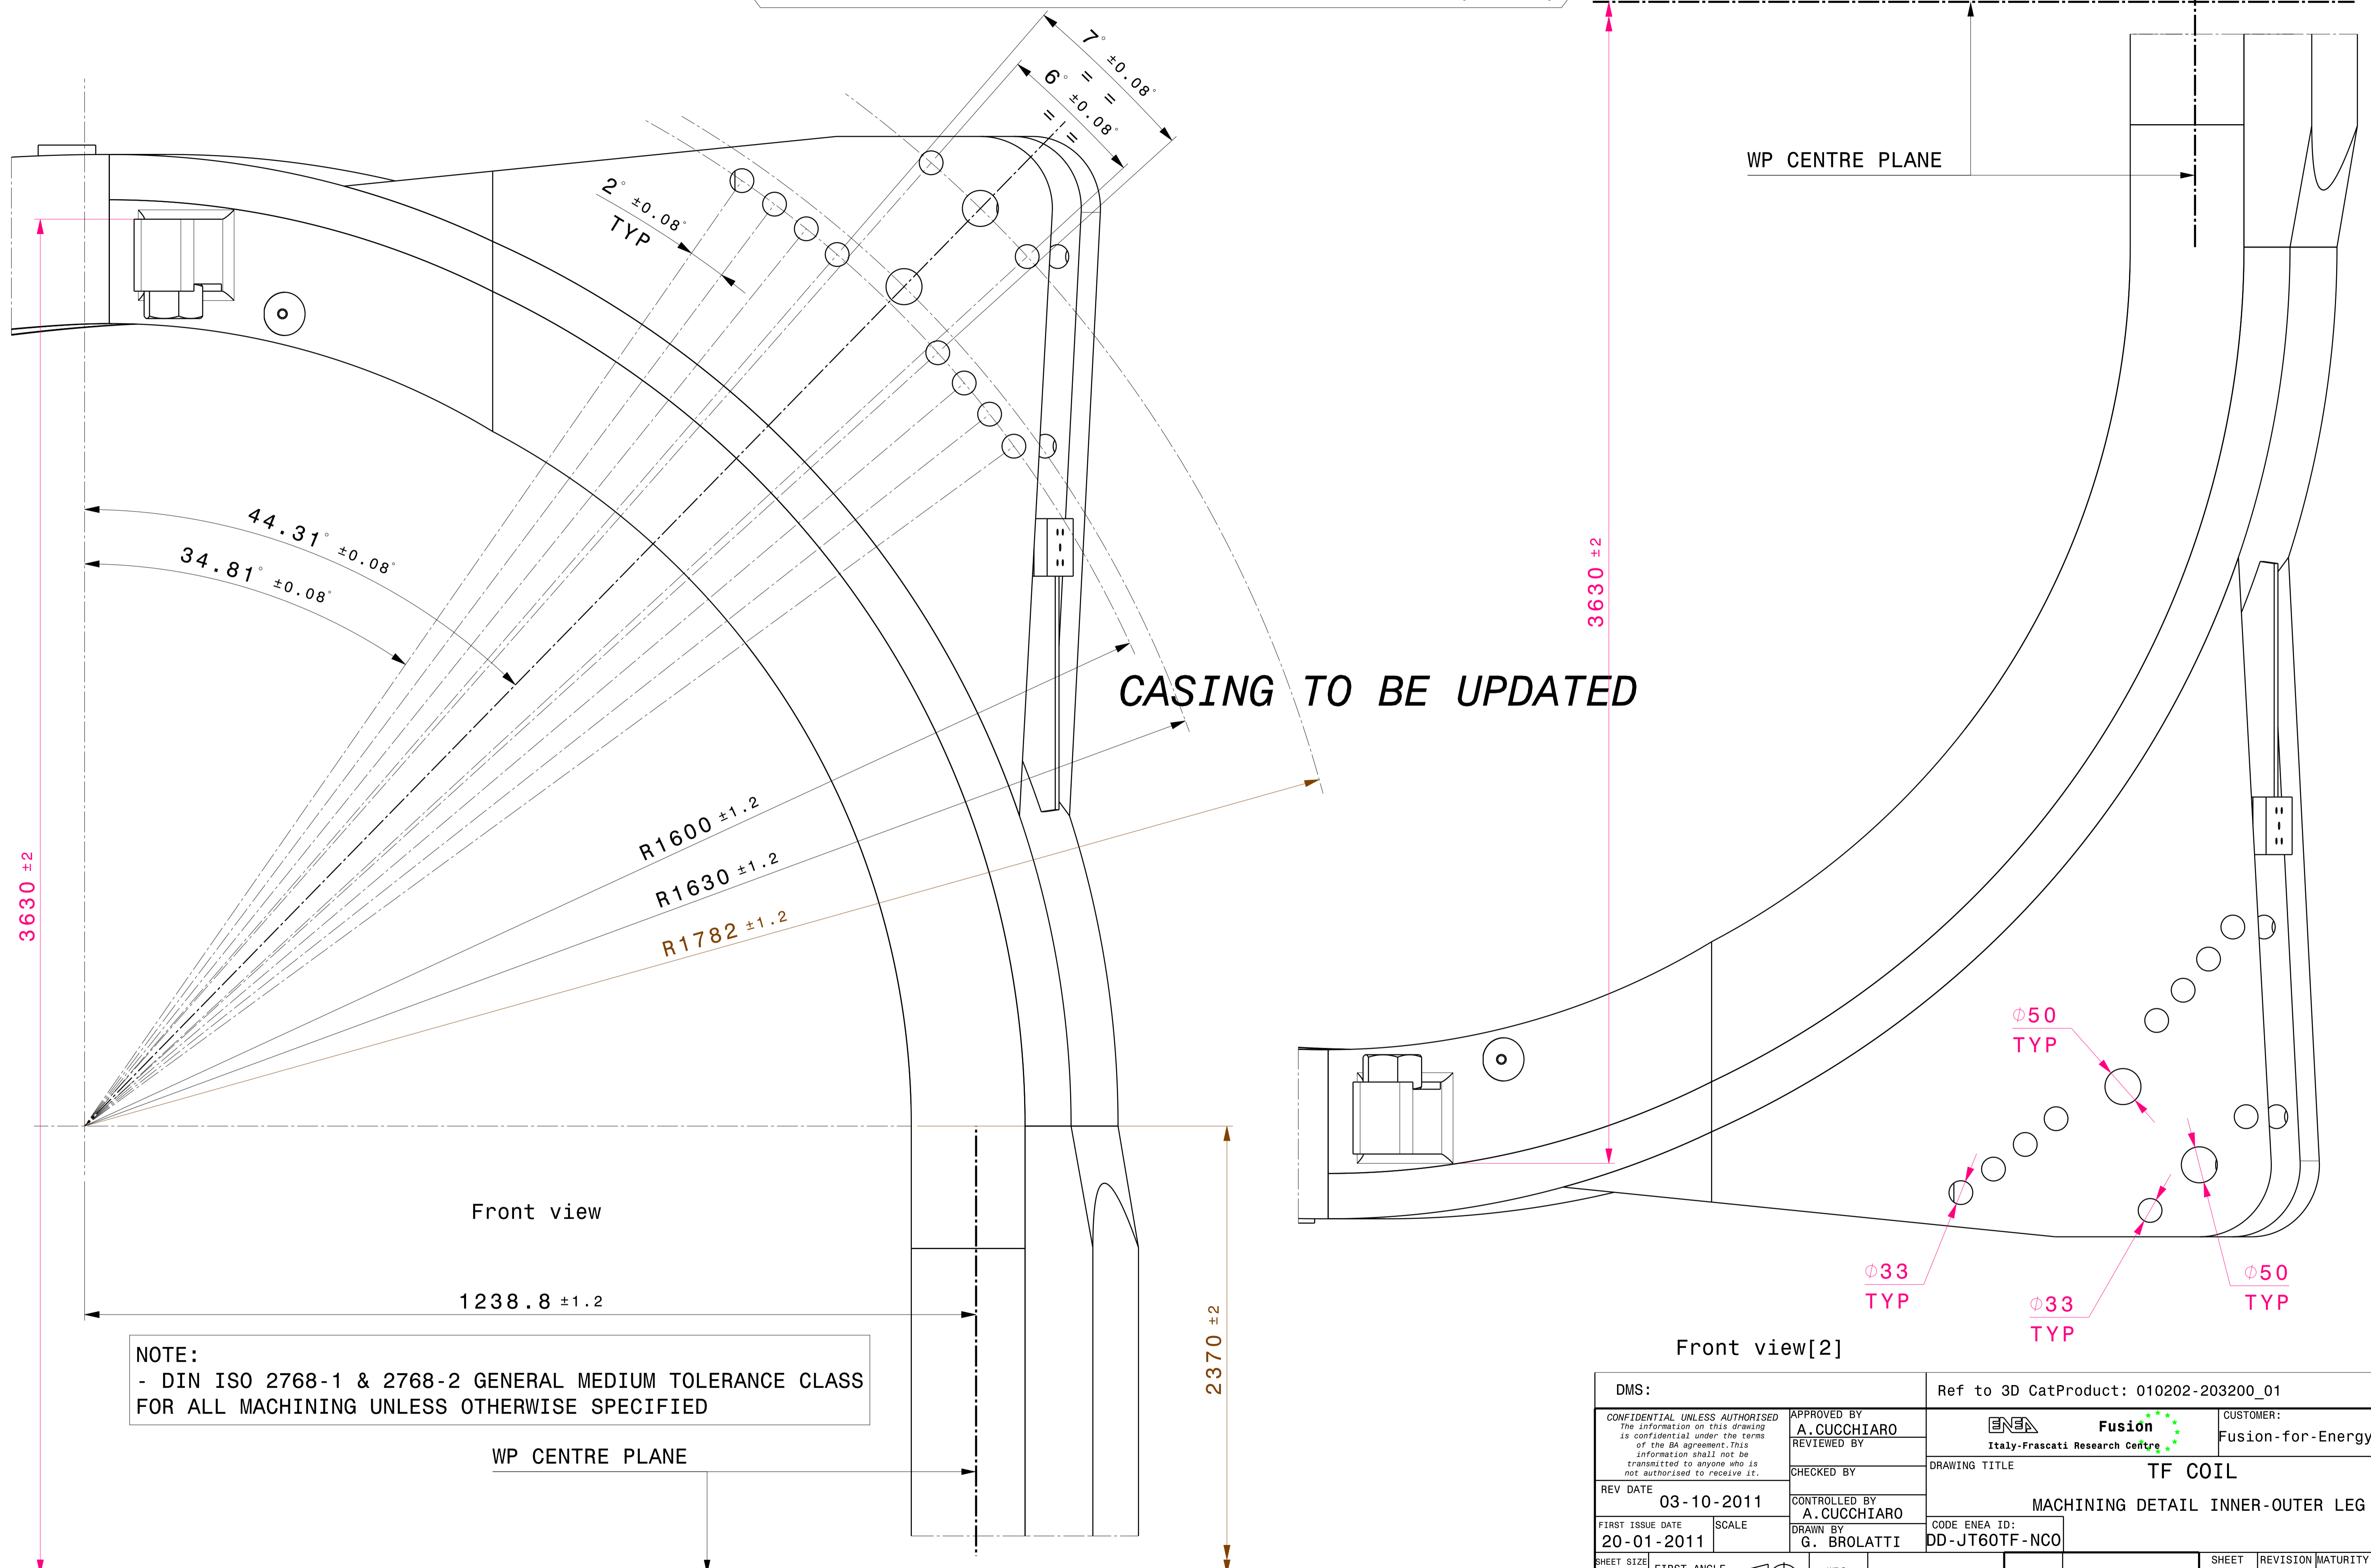 7° ±0.08°
= =
6° ±0.08°
= =
2° ±0.08°
TYP
WP CENTRE PLANE
44.31° ±0.08°
34.81° ±0.08°
3630 ±2
CASING TO BE UPDATED
3630 ±2
R1600 ±1.2
R1630 ±1.2
R1782 ±1.2
∅50
TYP
Front view
1238.8 ±1.2
∅33
TYP
∅33
TYP
∅50
TYP
2370 ±2
NOTE:
- DIN ISO 2768-1 & 2768-2 GENERAL MEDIUM TOLERANCE CLASS
FOR ALL MACHINING UNLESS OTHERWISE SPECIFIED
WP CENTRE PLANE
Front view[2]
DMS:
Ref to 3D CatProduct: 010202-203200_01
CONFIDENTIAL UNLESS AUTHORISED
The information on this drawing
is confidential under the terms
of the BA agreement.This
information shall not be
transmitted to anyone who is
not authorised to receive it.
APPROVED BY
A.CUCCHIARO
REVIEWED BY
CHECKED BY
CONTROLLED BY
A.CUCCHIARO
DRAWN BY
G. BROLATTI
ENEA
Fusion
Italy-Frascati Research Centre
CUSTOMER:
Fusion-for-Energy
DRAWING TITLE
TF COIL
MACHINING DETAIL INNER-OUTER LEG
REV DATE
03-10-2011
FIRST ISSUE DATE
20-01-2011
SCALE
CODE ENEA ID:
DD-JT60TF-NCO
SHEET SIZE
FIRST ANGLE
SHEET
REVISION
MATURITY